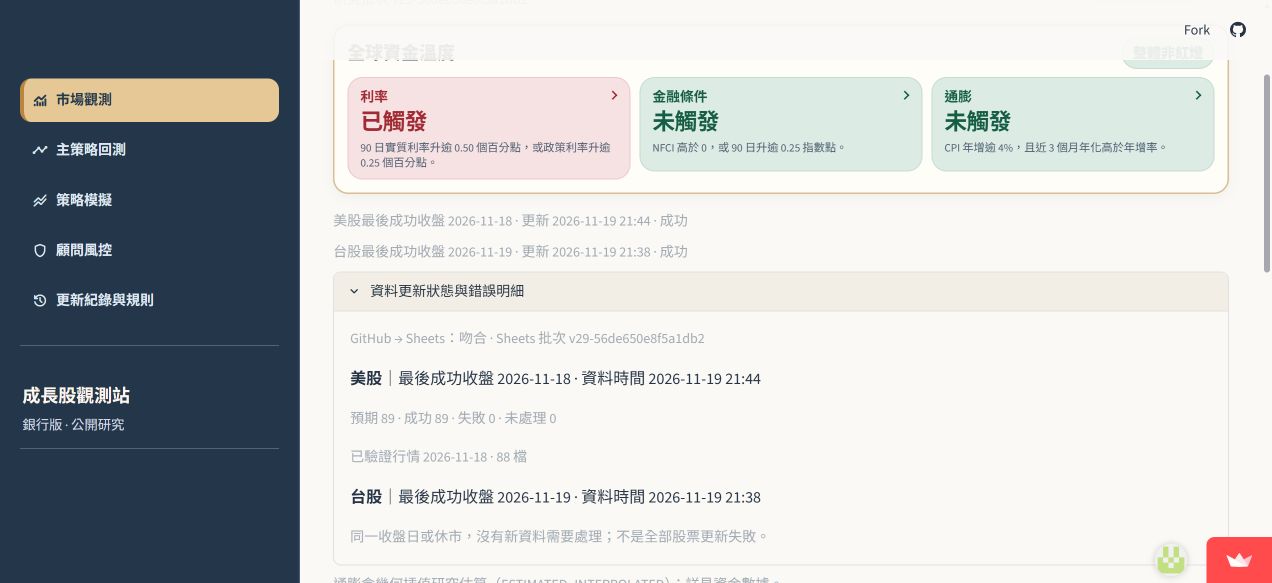 Fork
全球資金溫度
整體非紅燈
市場觀測
主策略回測
策略模擬
顧問風控
更新紀錄與規則
成長股觀測站
銀行版 · 公開研究
利率
已觸發
90 日實質利率升逾 0.50 個百分點，或政策利率升逾
0.25 個百分點。
金融條件
未觸發
NFCI 高於 0，或 90 日升逾 0.25 指數點。
通膨
未觸發
CPI 年增逾 4%，且近 3 個月年化高於年增率。
美股最後成功收盤 2026-11-18 · 更新 2026-11-19 21:44 · 成功
台股最後成功收盤 2026-11-19 · 更新 2026-11-19 21:38 · 成功
資料更新狀態與錯誤明細
GitHub → Sheets：吻合 · Sheets 批次 v29-56de650e8f5a1db2
美股｜最後成功收盤 2026-11-18 · 資料時間 2026-11-19 21:44
預期 89 · 成功 89 · 失敗 0 · 未處理 0
已驗證行情 2026-11-18 · 88 檔
台股｜最後成功收盤 2026-11-19 · 資料時間 2026-11-19 21:38
同一收盤日或休市，沒有新資料需要處理；不是全部股票更新失敗。